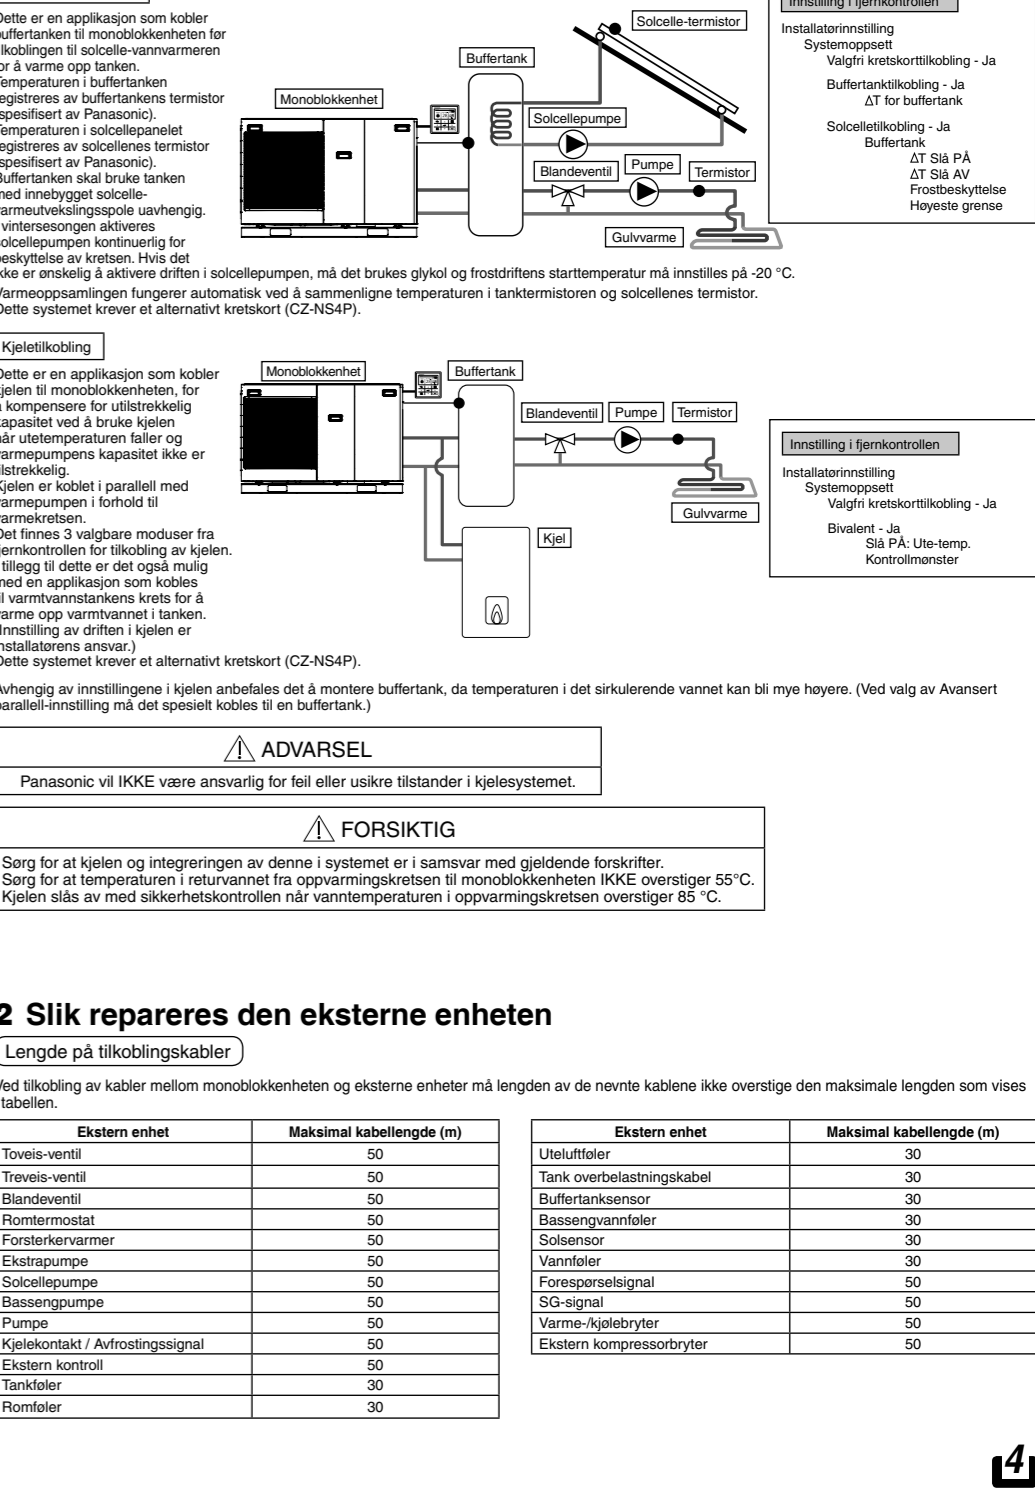 Dette er en applikasjon som kobler
buffertanken til monoblokkenheten før
tilkoblingen til solcelle-vannvarmeren
for å varme opp tanken.
Temperaturen i buffertanken
registreres av buffertankens termistor
(spesifisert av Panasonic).
Temperaturen i solcellepanelet
registreres av solcellenes termistor
(spesifisert av Panasonic).
Buffertanken skal bruke tanken
med innebygget solcelle-
varmeutvekslingsspole uavhengig.
I vintersesongen aktiveres
solcellepumpen kontinuerlig for
beskyttelse av kretsen. Hvis det
ikke er ønskelig å aktivere driften i solcellepumpen, må det brukes glykol og frostdriftens starttemperatur må innstilles på -20 °C.
Varmeoppsamlingen fungerer automatisk ved å sammenligne temperaturen i tanktermistoren og solcellenes termistor.
Dette systemet krever et alternativt kretskort (CZ-NS4P).
Monoblokkenhet
Buffertank
Solcelle-termistor
Solcellepumpe
Blandeventil
Pumpe
Termistor
Gulvvarme
Innstilling i fjernkontrollen
Installatørinnstilling
Systemoppsett
Valgfri kretskorttilkobling - Ja
Buffertanktilkobling - Ja
ΔT for buffertank
Solcelletilkobling - Ja
Buffertank
ΔT Slå PÅ
ΔT Slå AV
Frostbeskyttelse
Høyeste grense
Kjeletilkobling
Dette er en applikasjon som kobler
kjelen til monoblokkenheten, for
å kompensere for utilstrekkelig
kapasitet ved å bruke kjelen
når utetemperaturen faller og
varmepumpens kapasitet ikke er
tilstrekkelig.
Kjelen er koblet i parallell med
varmepumpen i forhold til
varmekretsen.
Det finnes 3 valgbare moduser fra
fjernkontrollen for tilkobling av kjelen.
I tillegg til dette er det også mulig
med en applikasjon som kobles
til varmtvannstankens krets for å
varme opp varmtvannet i tanken.
(Innstilling av driften i kjelen er
installatørens ansvar.)
Dette systemet krever et alternativt kretskort (CZ-NS4P).
Monoblokkenhet
Buffertank
Blandeventil
Pumpe
Termistor
Gulvvarme
Kjel
Innstilling i fjernkontrollen
Installatørinnstilling
Systemoppsett
Valgfri kretskorttilkobling - Ja
Bivalent - Ja
Slå PÅ: Ute-temp.
Kontrollmønster
Avhengig av innstillingene i kjelen anbefales det å montere buffertank, da temperaturen i det sirkulerende vannet kan bli mye høyere. (Ved valg av Avansert
parallell-innstilling må det spesielt kobles til en buffertank.)
ADVARSEL
Panasonic vil IKKE være ansvarlig for feil eller usikre tilstander i kjelesystemet.
FORSIKTIG
Sørg for at kjelen og integreringen av denne i systemet er i samsvar med gjeldende forskrifter.
Sørg for at temperaturen i returvannet fra oppvarmingskretsen til monoblokkenheten IKKE overstiger 55°C.
Kjelen slås av med sikkerhetskontrollen når vanntemperaturen i oppvarmingskretsen overstiger 85 °C.
2 Slik repareres den eksterne enheten
Lengde på tilkoblingskabler
Ved tilkobling av kabler mellom monoblokkenheten og eksterne enheter må lengden av de nevnte kablene ikke overstige den maksimale lengden som vises
tabellen.
Ekstern enhet Maksimal kabellengde (m)
Toveis-ventil 50
Treveis-ventil 50
Blandeventil 50
Romtermostat 50
Forsterkervarmer 50
Ekstrapumpe 50
Solcellepumpe 50
Bassengpumpe 50
Pumpe 50
Kjelekontakt / Avfrostingssignal 50
Ekstern kontroll 50
Tankføler 30
Romføler 30
Ekstern enhet Maksimal kabellengde (m)
Uteluftføler 30
Tank overbelastningskabel 30
Buffertanksensor 30
Bassengvannføler 30
Solsensor 30
Vannføler 30
Forespørselsignal 50
SG-signal 50
Varme-/kjølebryter 50
Ekstern kompressorbryter 50
4